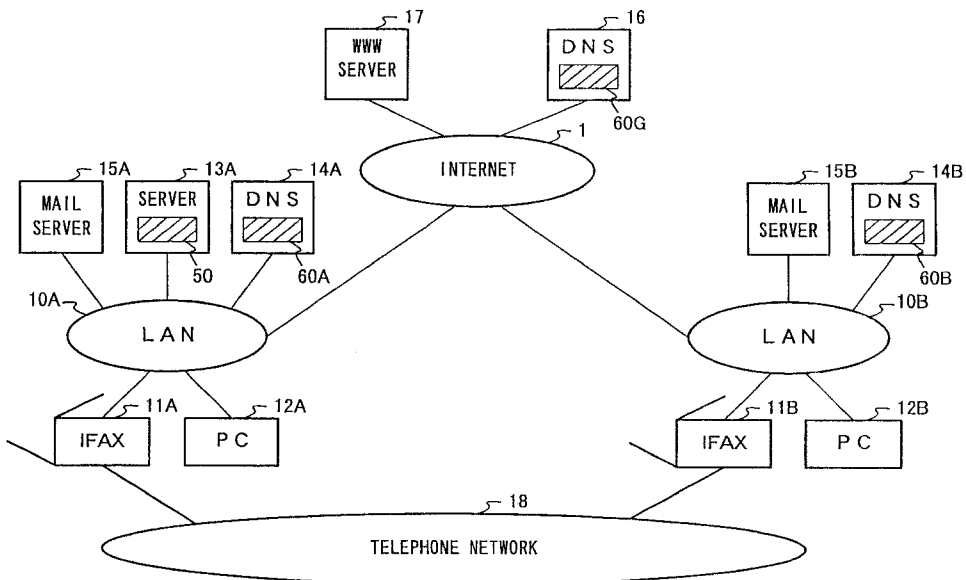 17
WWW
SERVER
16
DNS
60G
1
INTERNET
15A
MAIL
SERVER
13A
SERVER
50
14A
DNS
60A
15B
MAIL
SERVER
14B
DNS
60B
10A
LAN
10B
LAN
11A
IFAX
12A
PC
11B
IFAX
12B
PC
18
TELEPHONE NETWORK